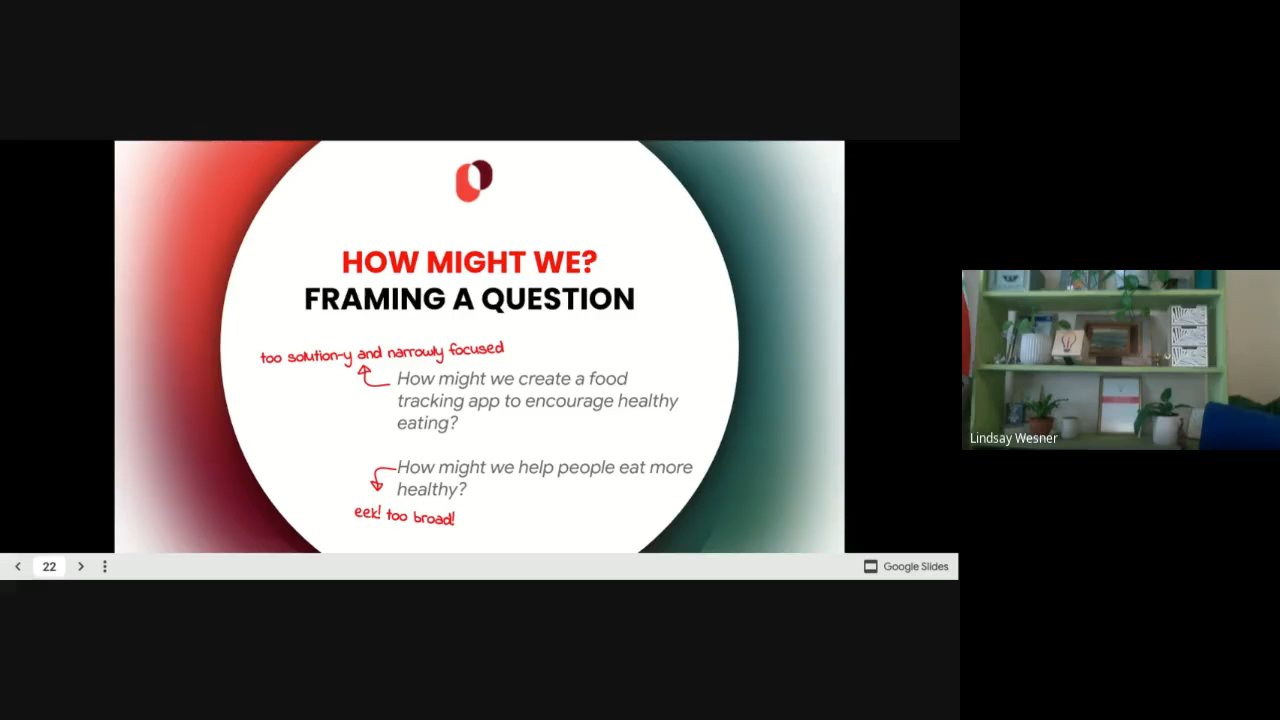 HOW MIGHT WE?
FRAMING A QUESTION
too solution-y and narrowly focused
How might we create a food
tracking app to encourage healthy
eating?
How might we help people eat more
healthy?
eek! too broad!
Lindsay Wesner
22
Google Slides